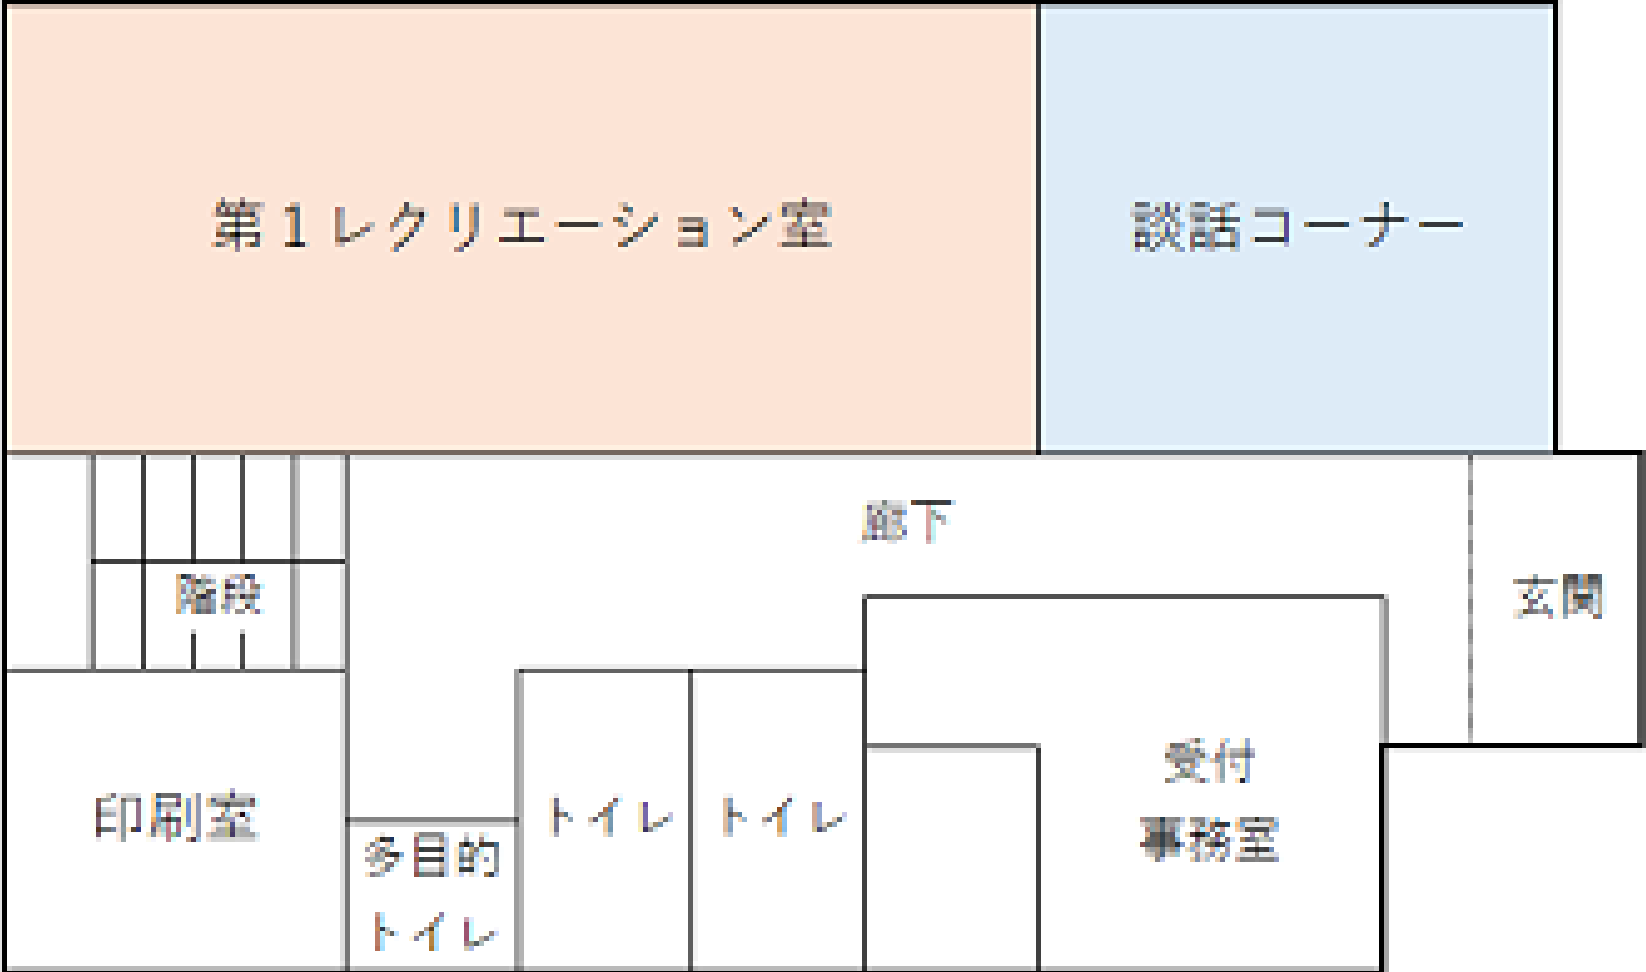 第1レクリエーション室
談話コーナー
廊下
階段
玄関
受付
事務室
印刷室
トイレ
トイレ
多目的
トイレ